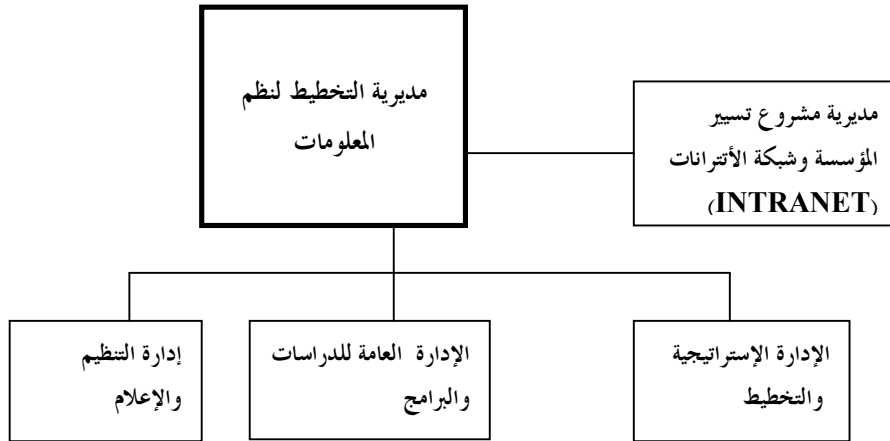 مديرية التخطيط لنظم
المعلومات
مديرية مشروع تسيير
المؤسسة وشبكة الأنترانات
(INTRANET)
الإدارة الإستراتيجية
والتخطيط
الإدارة العامة للدراسات
والبرامج
إدارة التنظيم
والإعلام